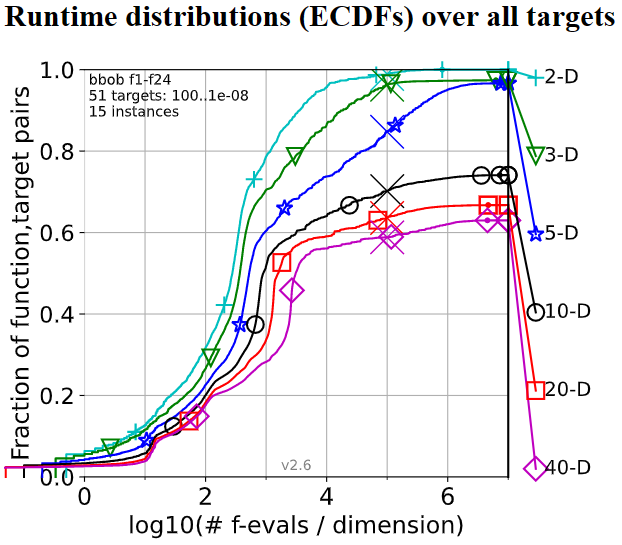 Runtime distributions (ECDFs) over all targets
bbob f1-f24
51 targets: 100..1e-08
15 instances
Fraction of function,target pairs
1.0
0.8
0.6
0.4
0.2
0.0
2-D
3-D
5-D
10-D
20-D
40-D
v2.6
0
2
4
6
log10(# f-evals / dimension)